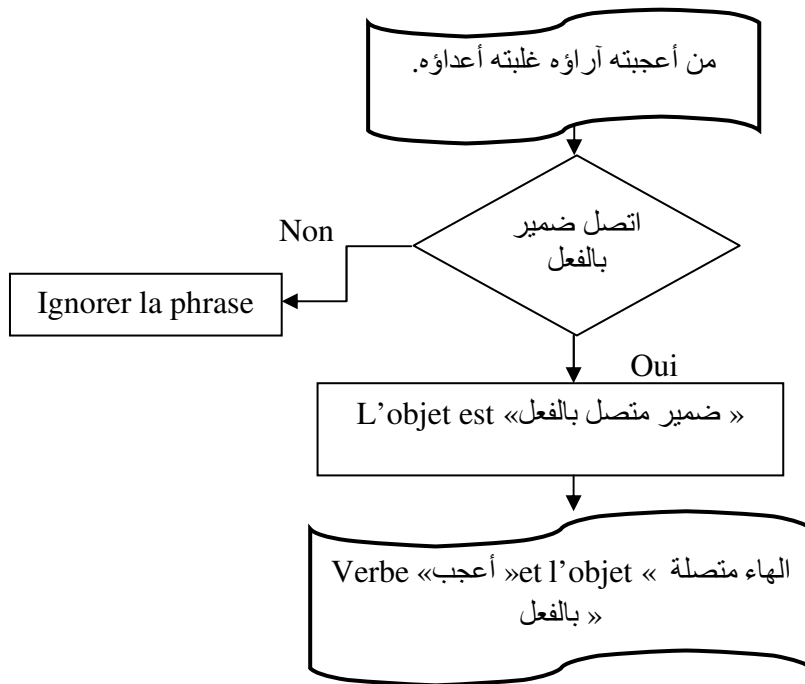 من أعجبته آراؤه غلبته أعداؤه.
اتصل ضمير
بالفعل
Non
Ignorer la phrase
Oui
L’objet est «ضمير متصل بالفعل »
Verbe «أعجب »et l’objet « الهاء متصلة
بالفعل »